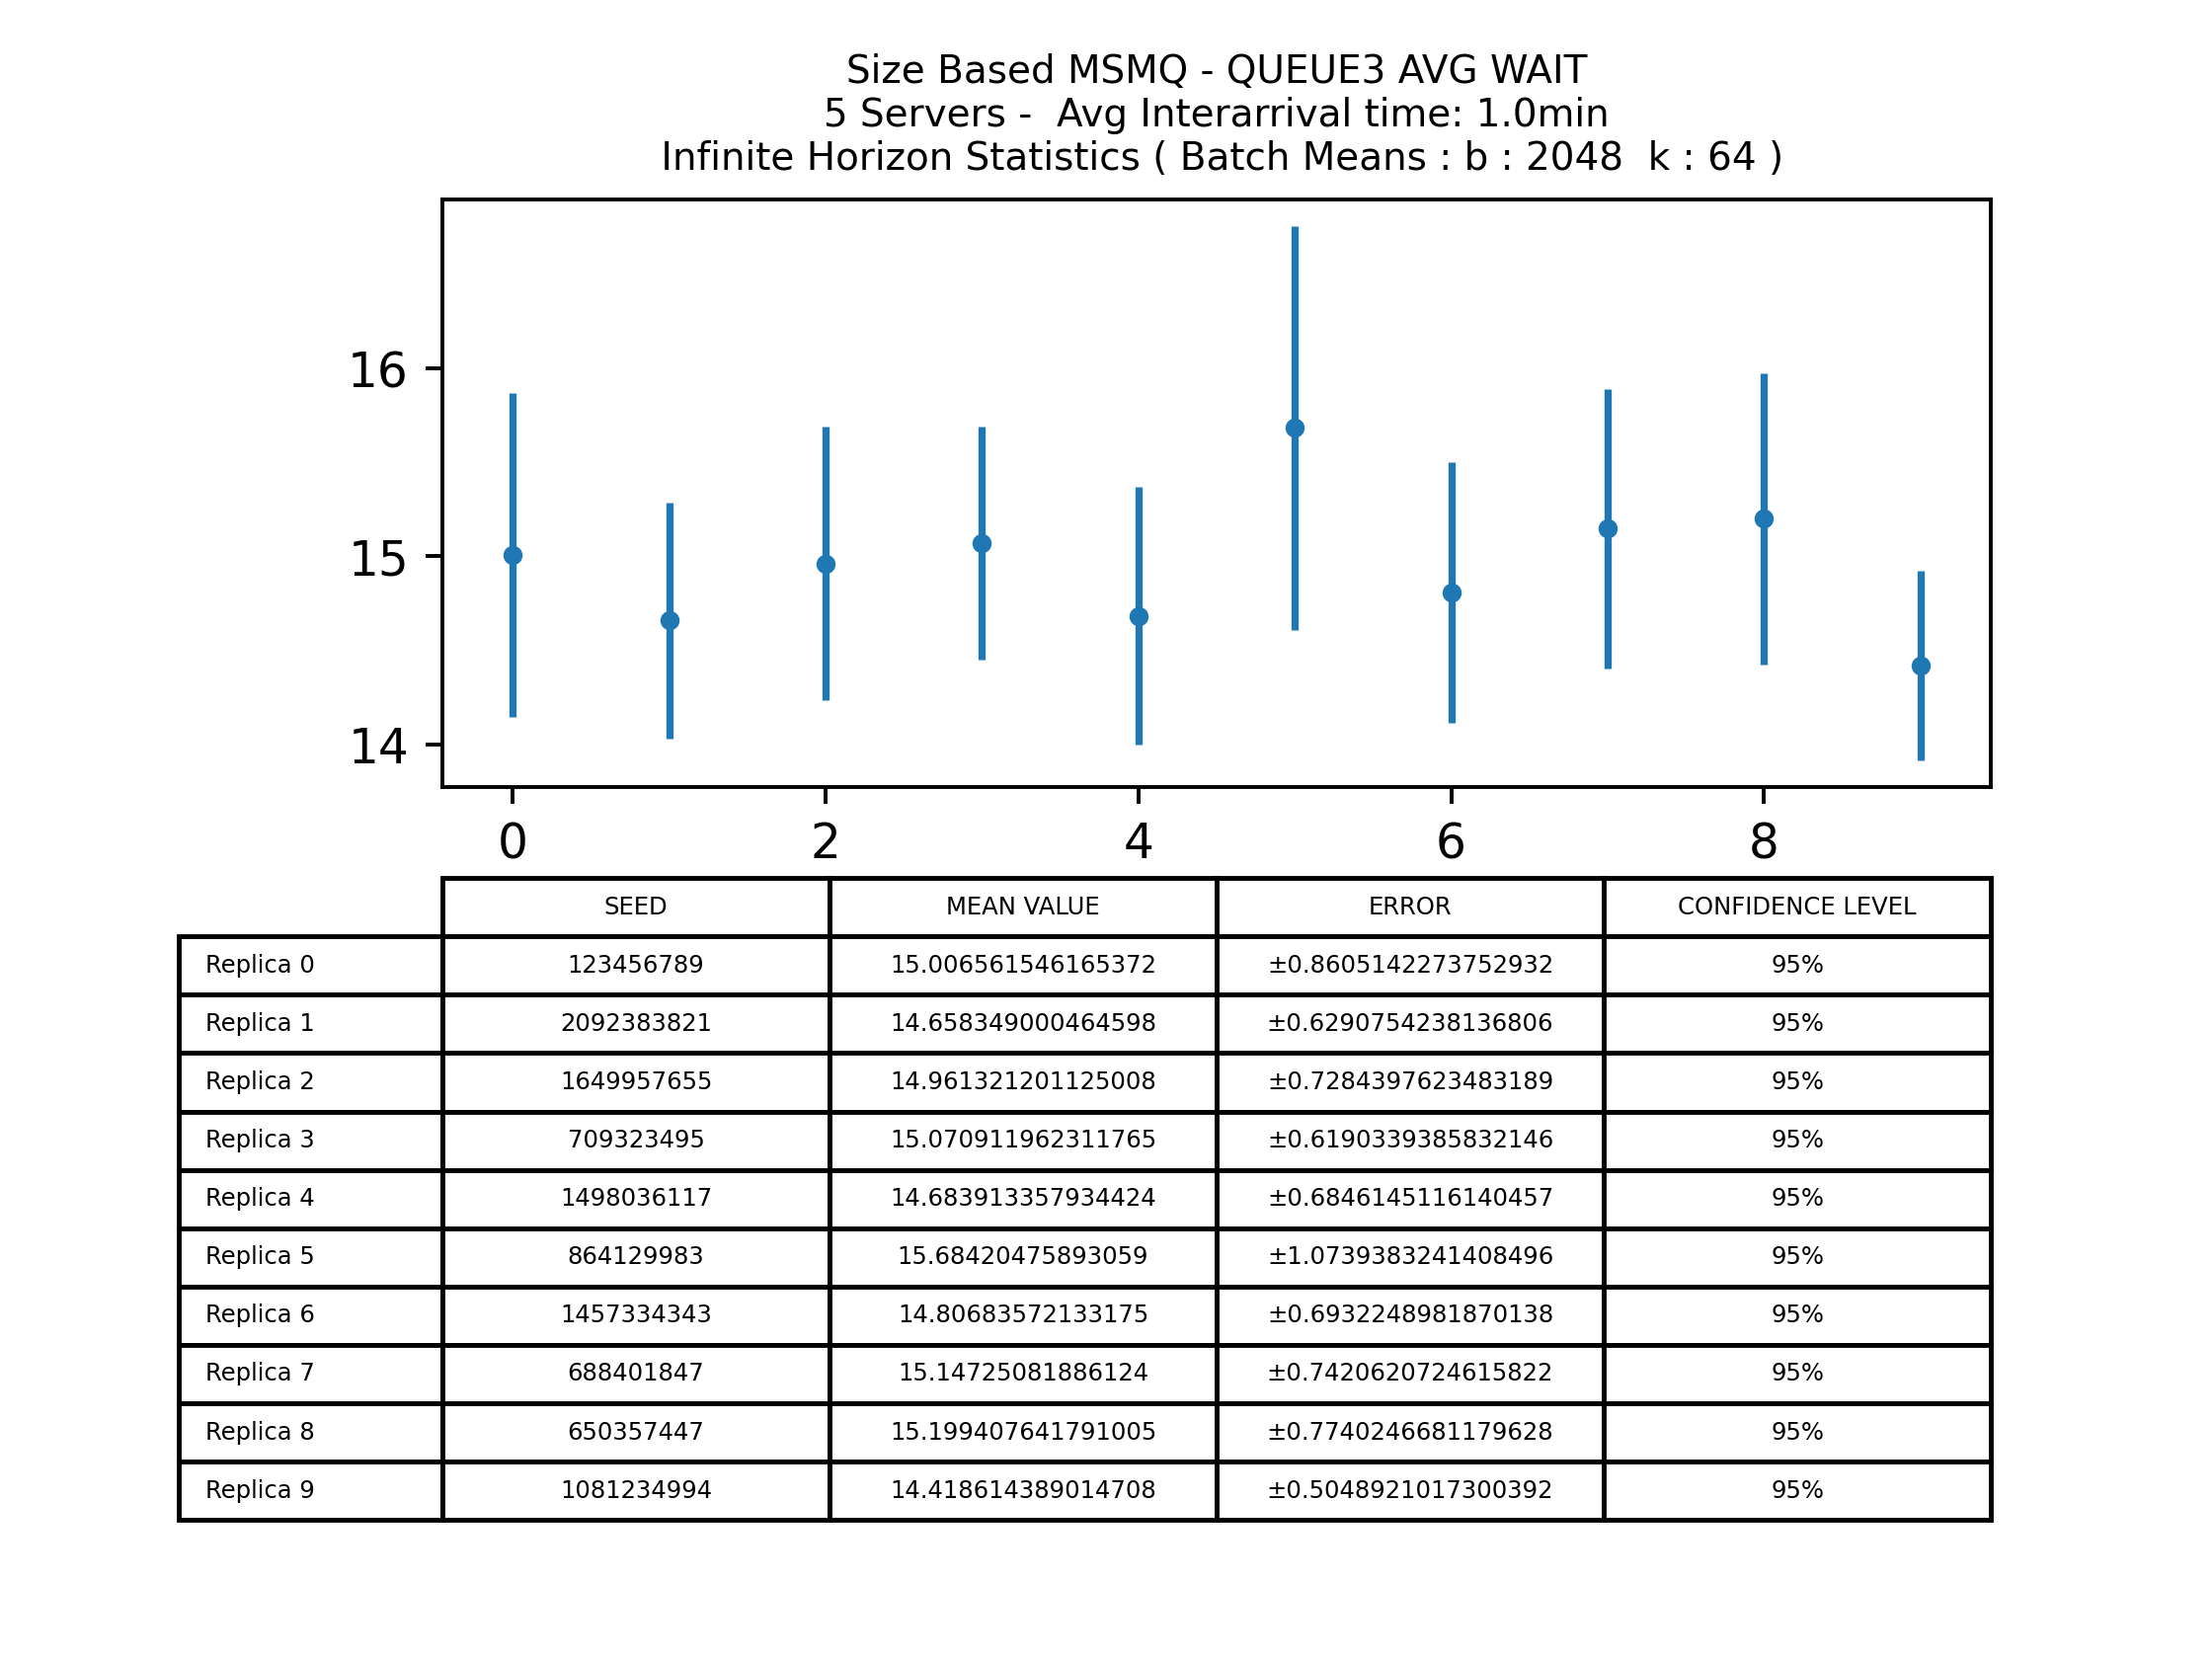 Size Based MSMQ - QUEUE3 AVG WAIT
5 Servers -  Avg Interarrival time: 1.0min
Infinite Horizon Statistics ( Batch Means : b : 2048  k : 64 )
16
15
14
0 2 4 6 8
SEED MEAN VALUE ERROR CONFIDENCE LEVEL
Replica 0 123456789 15.006561546165372 ±0.8605142273752932 95%
Replica 1 2092383821 14.658349000464598 ±0.6290754238136806 95%
Replica 2 1649957655 14.961321201125008 ±0.7284397623483189 95%
Replica 3 709323495 15.070911962311765 ±0.6190339385832146 95%
Replica 4 1498036117 14.683913357934424 ±0.6846145116140457 95%
Replica 5 864129983 15.68420475893059 ±1.0739383241408496 95%
Replica 6 1457334343 14.80683572133175 ±0.6932248981870138 95%
Replica 7 688401847 15.14725081886124 ±0.7420620724615822 95%
Replica 8 650357447 15.199407641791005 ±0.7740246681179628 95%
Replica 9 1081234994 14.418614389014708 ±0.5048921017300392 95%